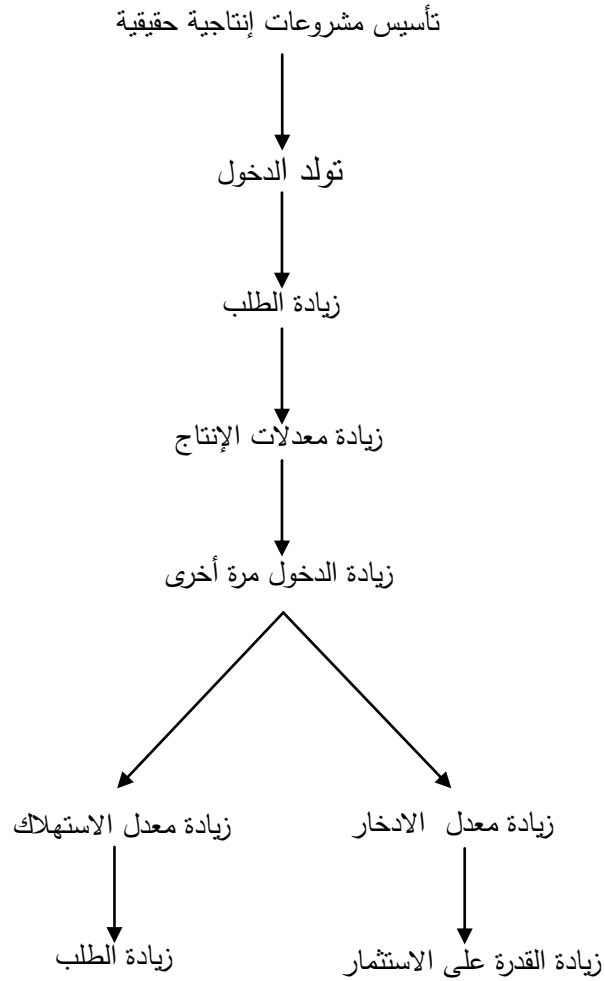 تأسيس مشروعات إنتاجية حقيقية
تولد الدخول
زيادة الطلب
زيادة معدلات الإنتاج
زيادة الدخول مرة أخرى
زيادة معدل الادخار
زيادة معدل الاستهلاك
زيادة القدرة على الاستثمار
زيادة الطلب